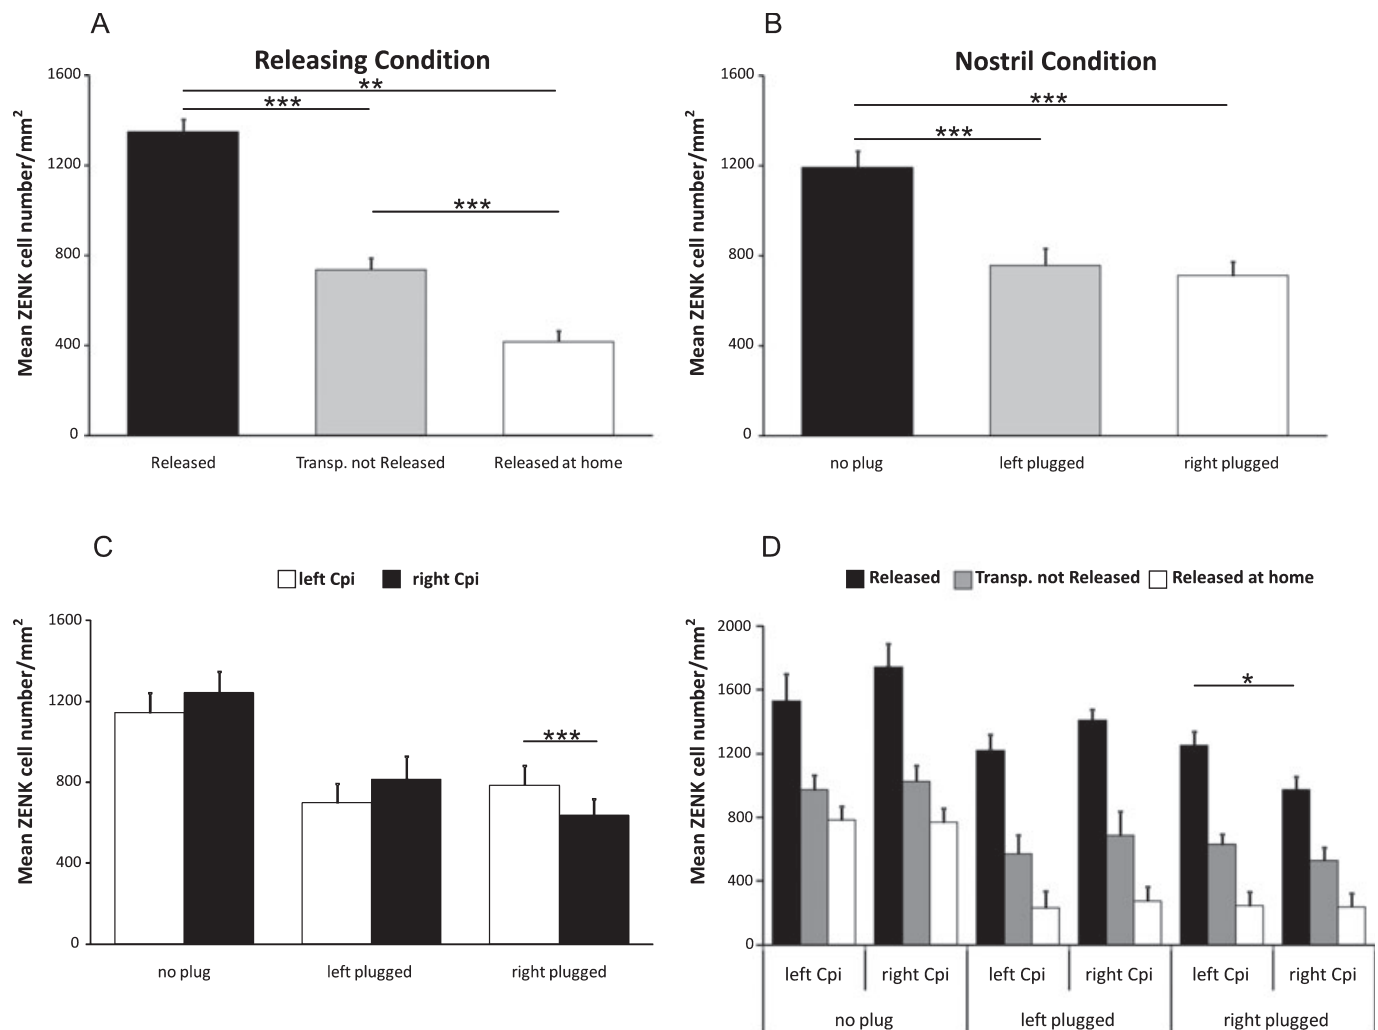 A
Releasing Condition
Mean ZENK cell number/mm²
1600
1200
800
400
0
**
***
***
Released
Transp. not Released
Released at home
B
Nostril Condition
Mean ZENK cell number/mm²
1600
1200
800
400
0
***
***
no plug
left plugged
right plugged
C
left Cpi
right Cpi
Mean ZENK cell number/mm²
1600
1200
800
400
0
***
no plug
left plugged
right plugged
D
Released
Transp. not Released
Released at home
Mean ZENK cell number/mm²
2000
1600
1200
800
400
0
*
left Cpi
right Cpi
left Cpi
right Cpi
left Cpi
right Cpi
no plug
left plugged
right plugged